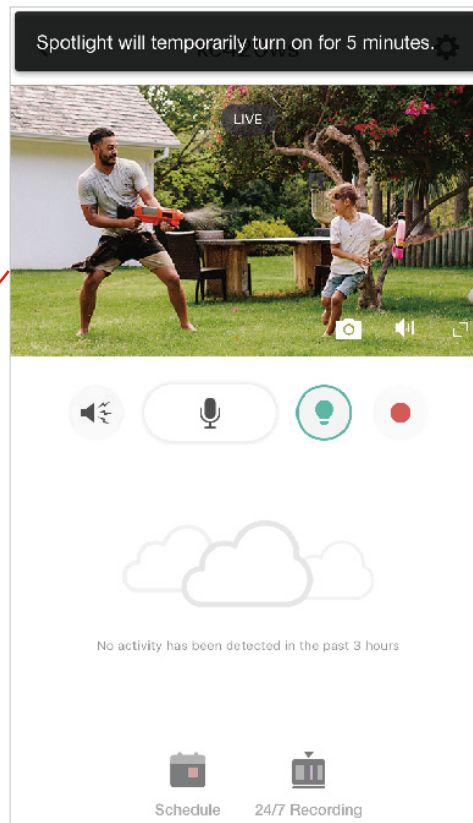 Spotlight will temporarily turn on for 5 minutes.
LIVE
No activity has been detected in the past 3 hours
Schedule
24/7 Recording